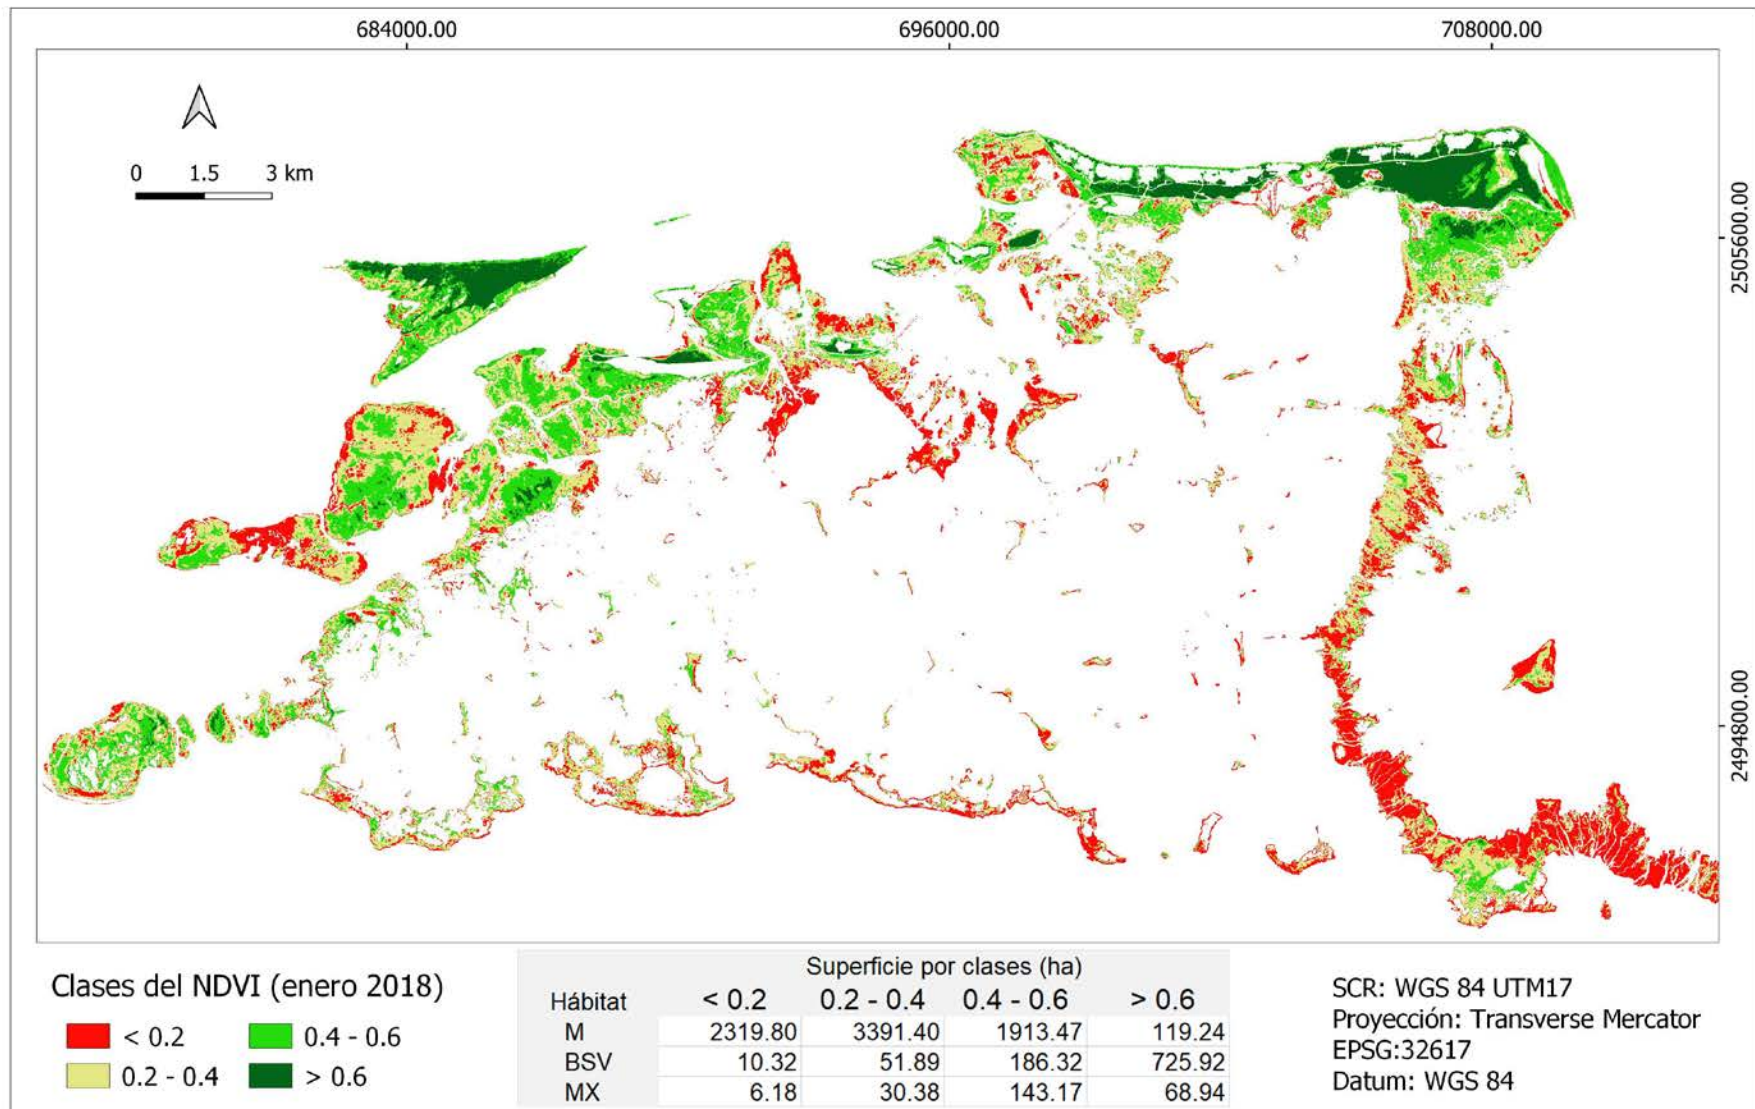 684000.00 696000.00 708000.00
0 1.5 3 km
2505600.00
2494800.00
Clases del NDVI (enero 2018)
< 0.2 0.4 - 0.6
0.2 - 0.4 > 0.6
Superficie por clases (ha)
Hábitat < 0.2 0.2 - 0.4 0.4 - 0.6 > 0.6
M 2319.80 3391.40 1913.47 119.24
BSV 10.32 51.89 186.32 725.92
MX 6.18 30.38 143.17 68.94
SCR: WGS 84 UTM17
Proyección: Transverse Mercator
EPSG:32617
Datum: WGS 84